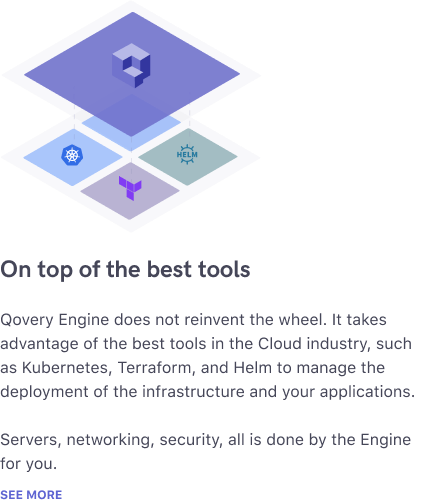 HELM
On top of the best tools
Qovery Engine does not reinvent the wheel. It takes
advantage of the best tools in the Cloud industry, such
as Kubernetes, Terraform, and Helm to manage the
deployment of the infrastructure and your applications.
Servers, networking, security, all is done by the Engine
for you.
SEE MORE